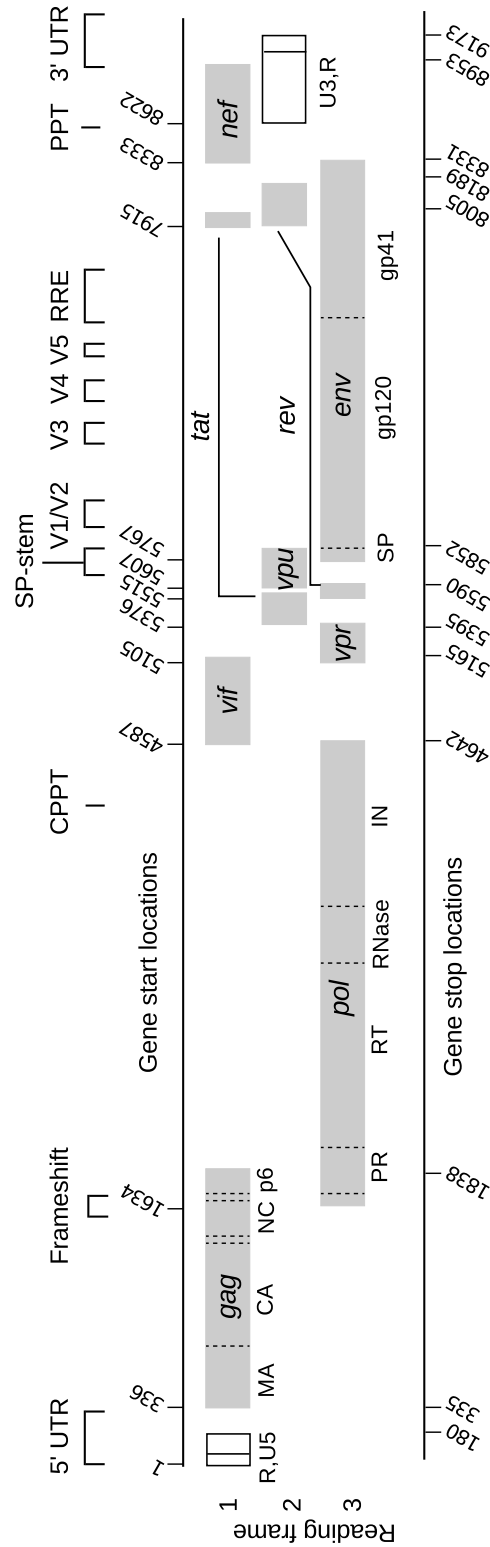 SP-stem
5' UTR
Frameshift
CPPT
V1/V2
V3
V4
V5
RRE
PPT
3' UTR
1
336
1634
Gene start locations
4587
5105
5376
5515
5607
5767
7915
8333
8622
Reading frame
1
2
3
gag
vif
tat
nef
R,U5
MA
CA
NC
p6
vpu
rev
U3,R
pol
vpr
env
PR
RT
RNase
IN
SP
gp120
gp41
180
335
1838
Gene stop locations
4642
5165
5395
5590
5852
8005
8189
8331
8953
9173